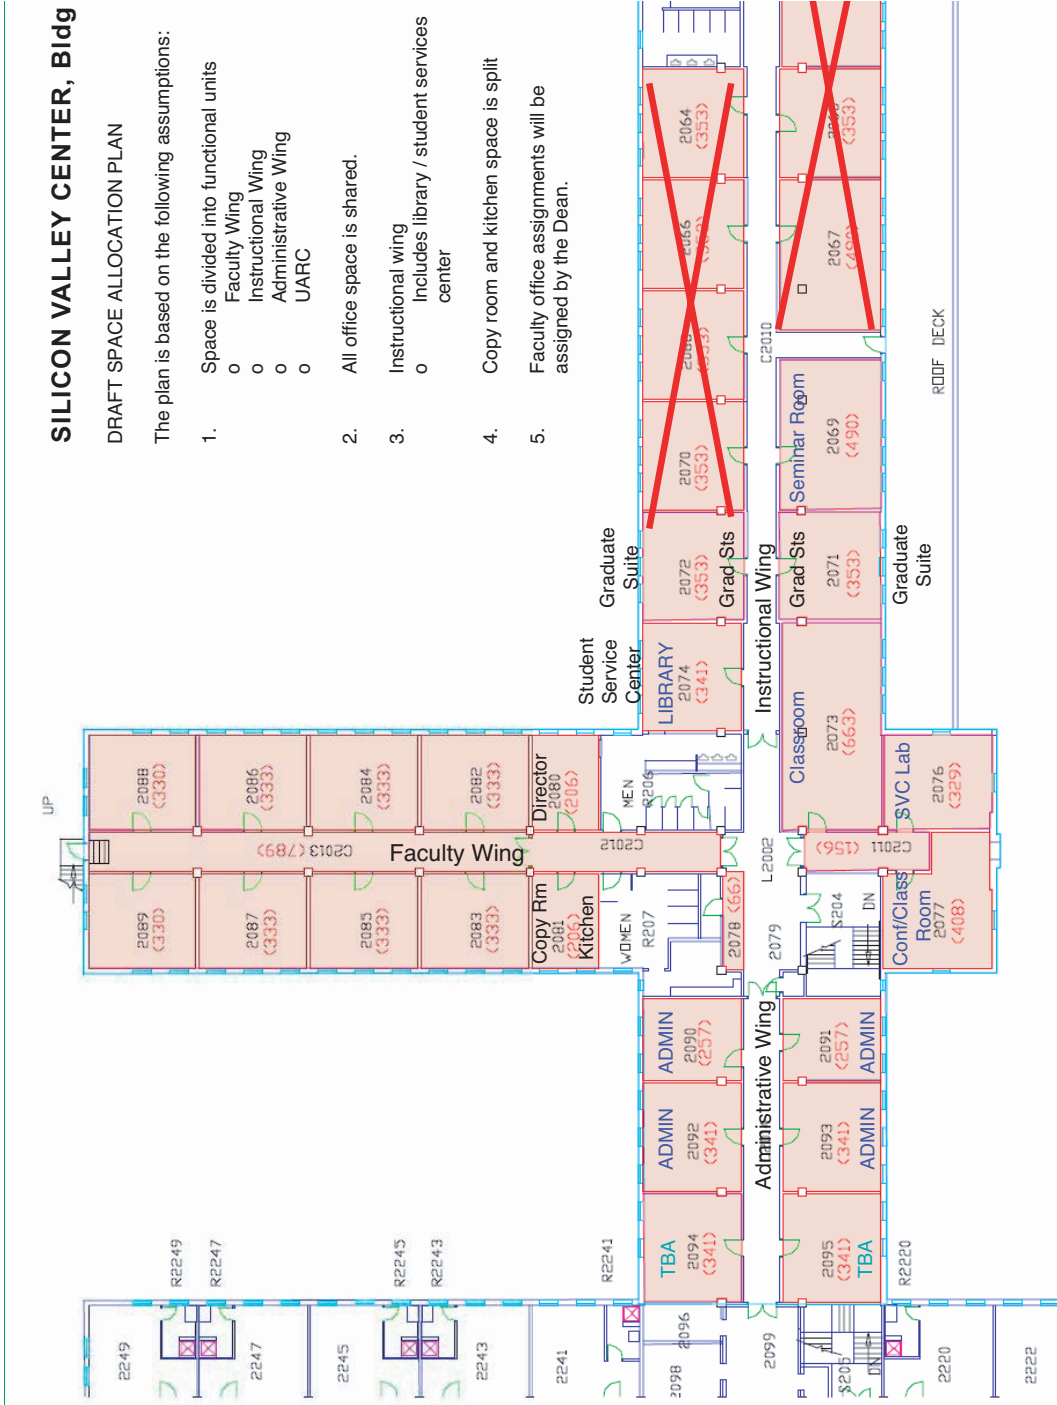 SILICON VALLEY CENTER, Bldg
DRAFT SPACE ALLOCATION PLAN
The plan is based on the following assumptions:
1. Space is divided into functional units
o Faculty Wing
o Instructional Wing
o Administrative Wing
o UARC
2. All office space is shared.
3. Instructional wing
o Includes library / student services
center
4. Copy room and kitchen space is split
5. Faculty office assignments will be
assigned by the Dean.
UP
2089
(330)
2087
(333)
2085
(333)
2083
(333)
Copy Rm
2081
(206)
Kitchen
WOMEN
R207
C2013 (789)
Faculty Wing
C2012
2088
(330)
2086
(333)
2084
(333)
2082
(333)
Director
2080
(206)
MEN
R206
2078 (66)
2079
L2002
S204
DN
C2011
(156)
Conf/Class
Room
2077
(408)
SVC Lab
2076
(329)
Classroom
2073
(663)
Student
Service
Center
LIBRARY
2074
(341)
Instructional Wing
Graduate
Suite
2072
(353)
Grad Sts
Grad Sts
2071
(353)
Graduate
Suite
2070
(353)
(353)
2066
2064
(353)
C2010
Seminar Room
2069
(490)
2067
(490)
(353)
ROOF DECK
ADMIN
2090
(257)
ADMIN
2092
(341)
TBA
2094
(341)
Administrative Wing
2091
(257)
ADMIN
2093
(341)
ADMIN
2095
(341)
TBA
R2249
R2247
R2245
R2243
R2241
R2220
2249
2247
2245
2243
2241
2098
2096
2099
S205
DN
2220
2222